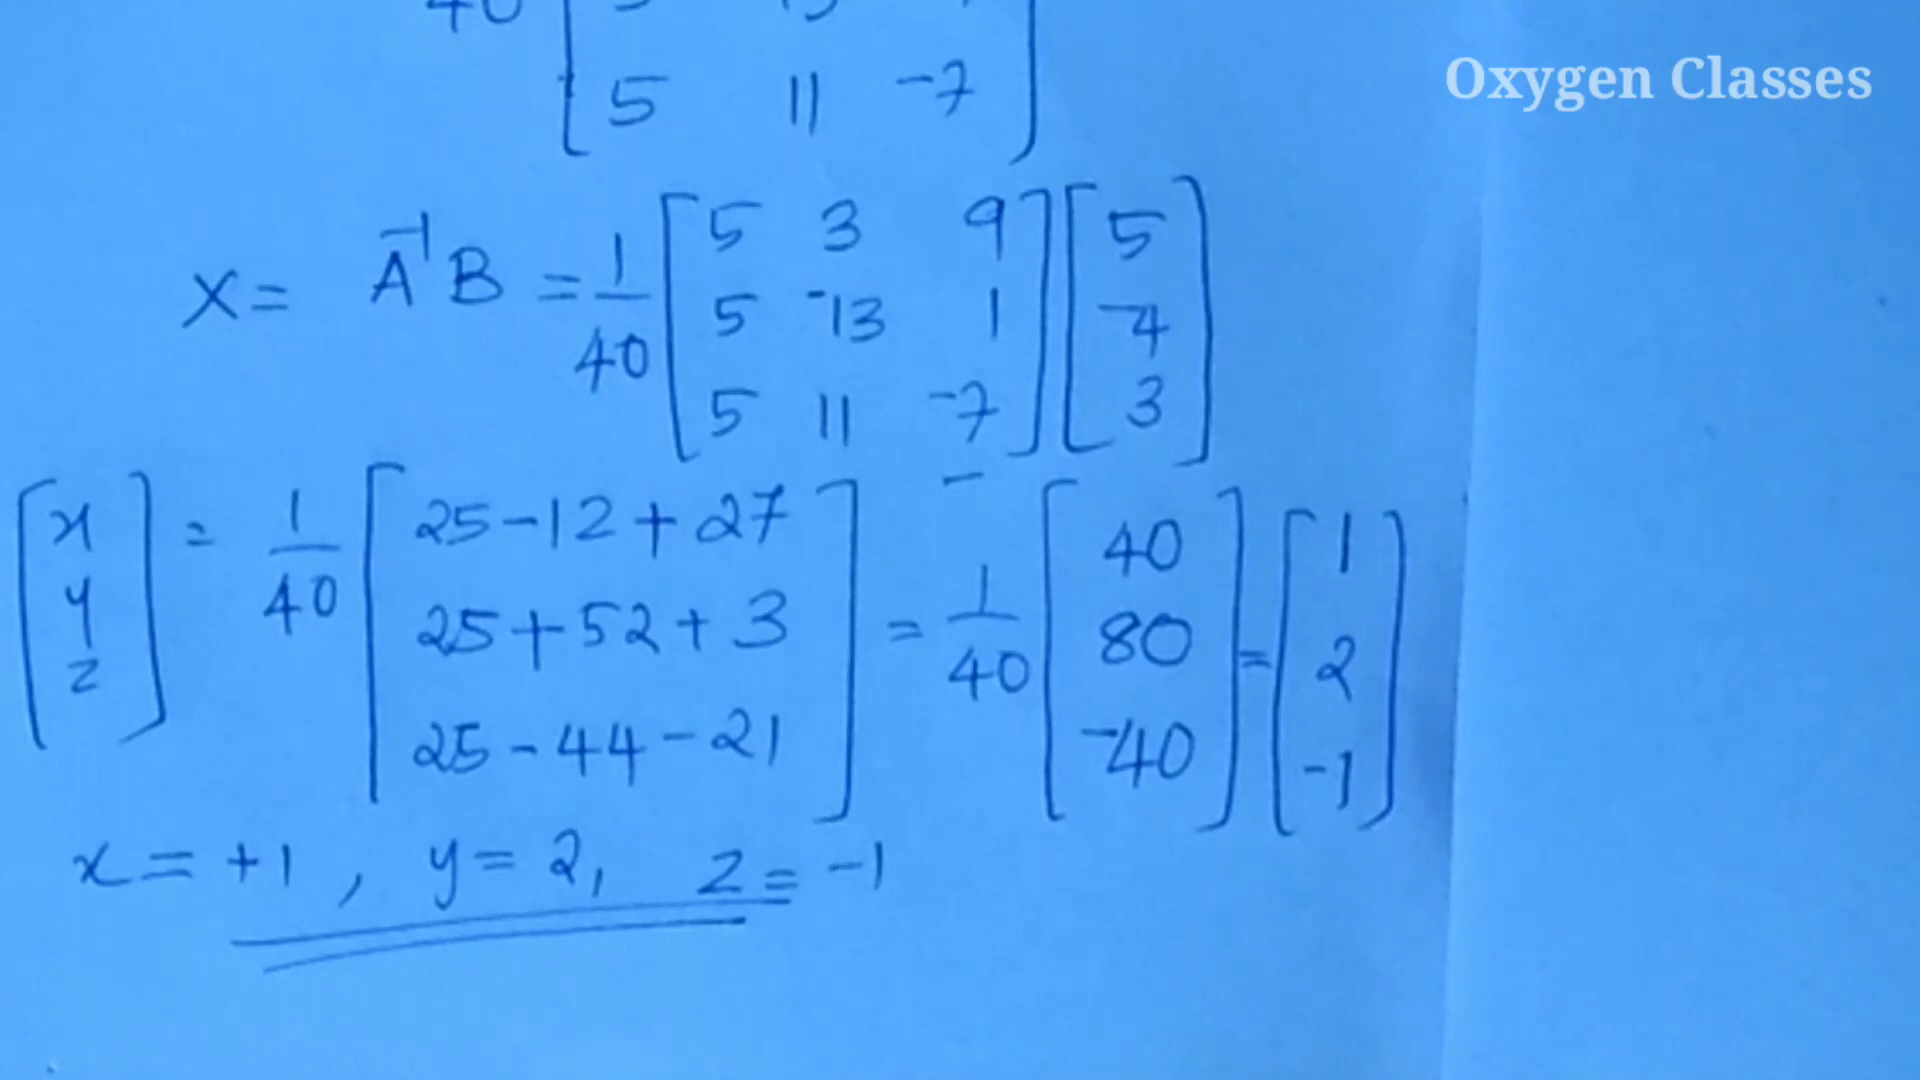 Oxygen Classes
40
5 11 -7
X = A⁻¹B = 1/40 [5 3 9; 5 -13 1; 5 11 -7] [5; -4; 3]
[x; y; z] = 1/40 [25-12+27; 25+52+3; 25-44-21] = 1/40 [40; 80; -40] = [1; 2; -1]
x = +1, y = 2, z = -1